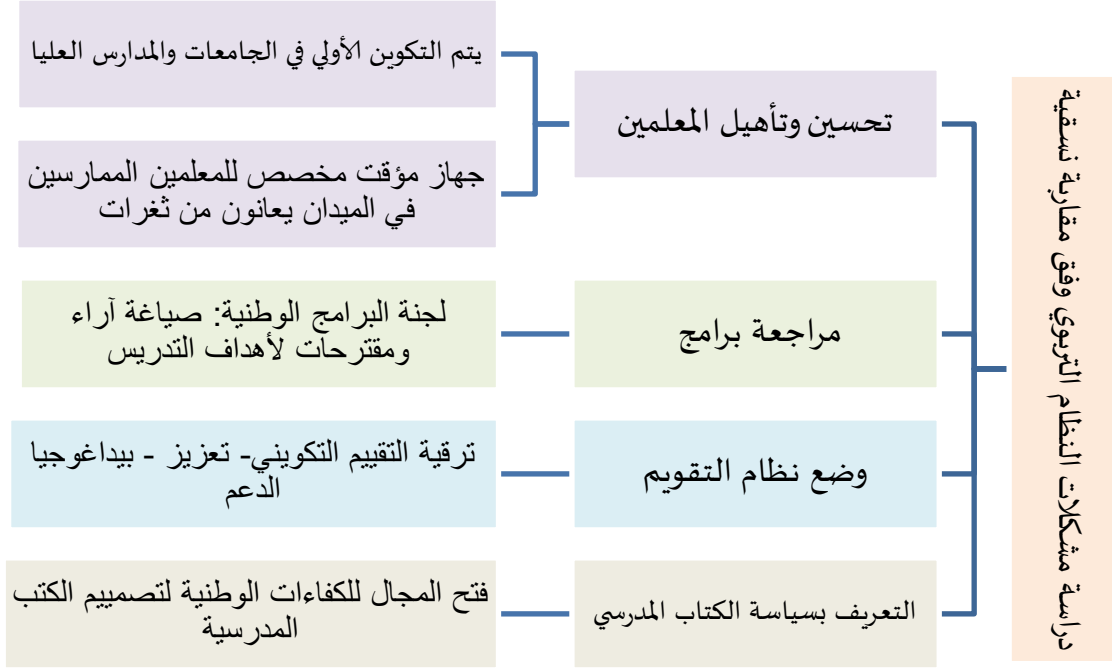 دراسة مشكلات النظام التربوي وفق مقاربة نسقية
تحسين وتأهيل المعلمين
يتم التكوين الأولي في الجامعات والمدارس العليا
جهاز مؤقت مخصص للمعلمين الممارسين
في الميدان يعانون من ثغرات
مراجعة برامج
لجنة البرامج الوطنية: صياغة آراء
ومقترحات لأهداف التدريس
وضع نظام التقويم
ترقية التقييم التكويني- تعزيز - بيداغوجيا
الدعم
التعريف بسياسة الكتاب المدرسي
فتح المجال للكفاءات الوطنية لتصمييم الكتب
المدرسية